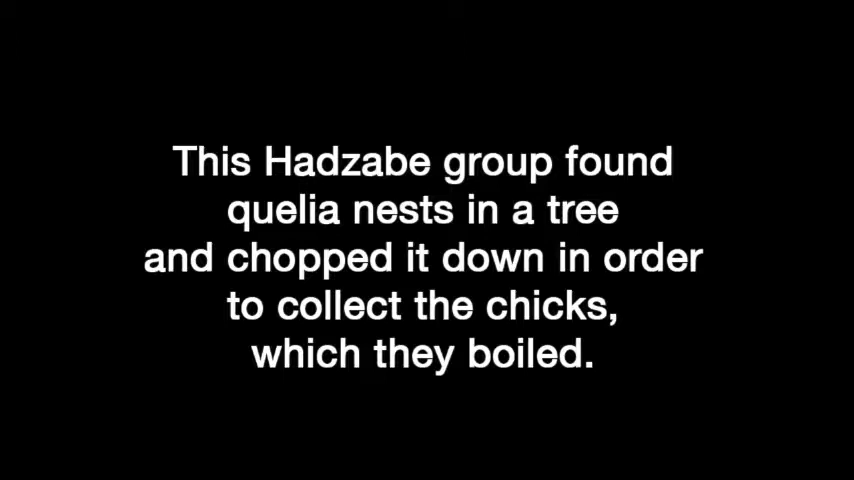 This Hadzabe group found
quelia nests in a tree
and chopped it down in order
to collect the chicks,
which they boiled.